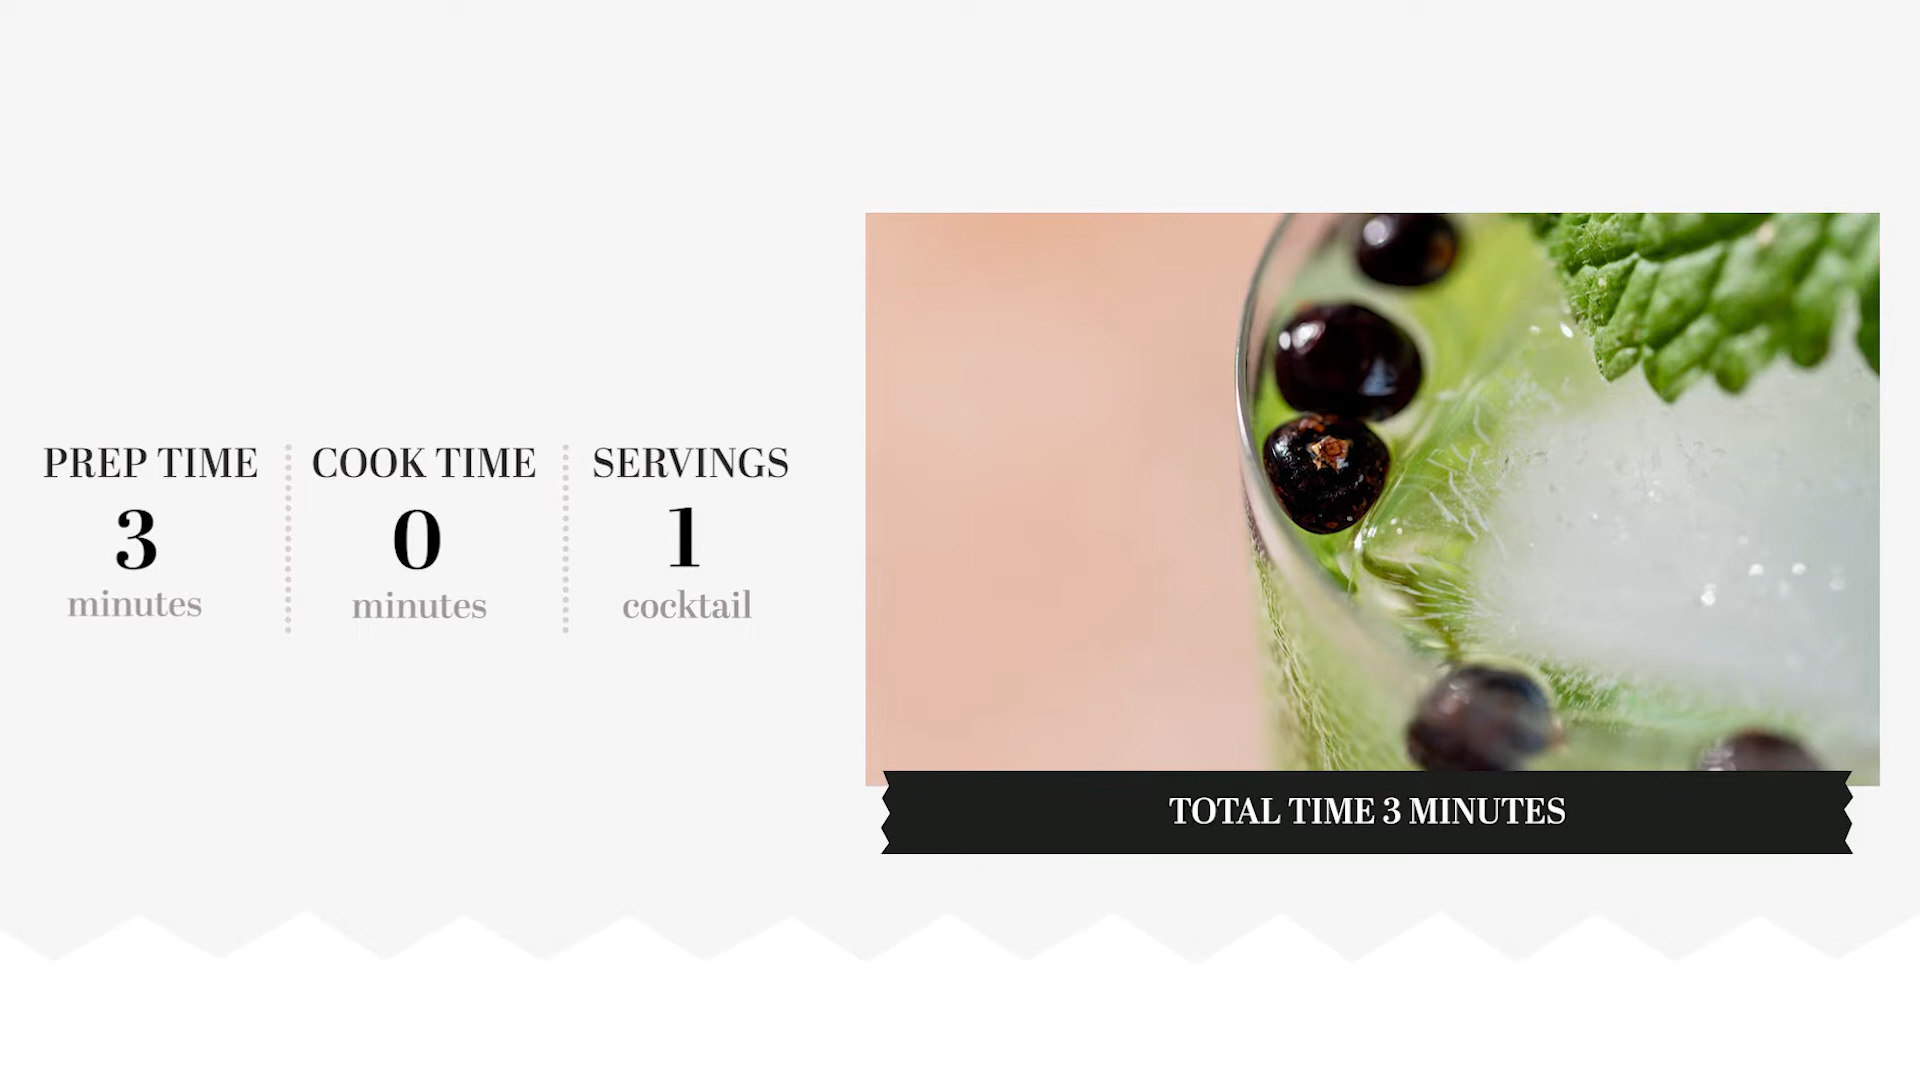 PREP TIME
3
minutes
COOK TIME
0
minutes
SERVINGS
1
cocktail
TOTAL TIME 3 MINUTES